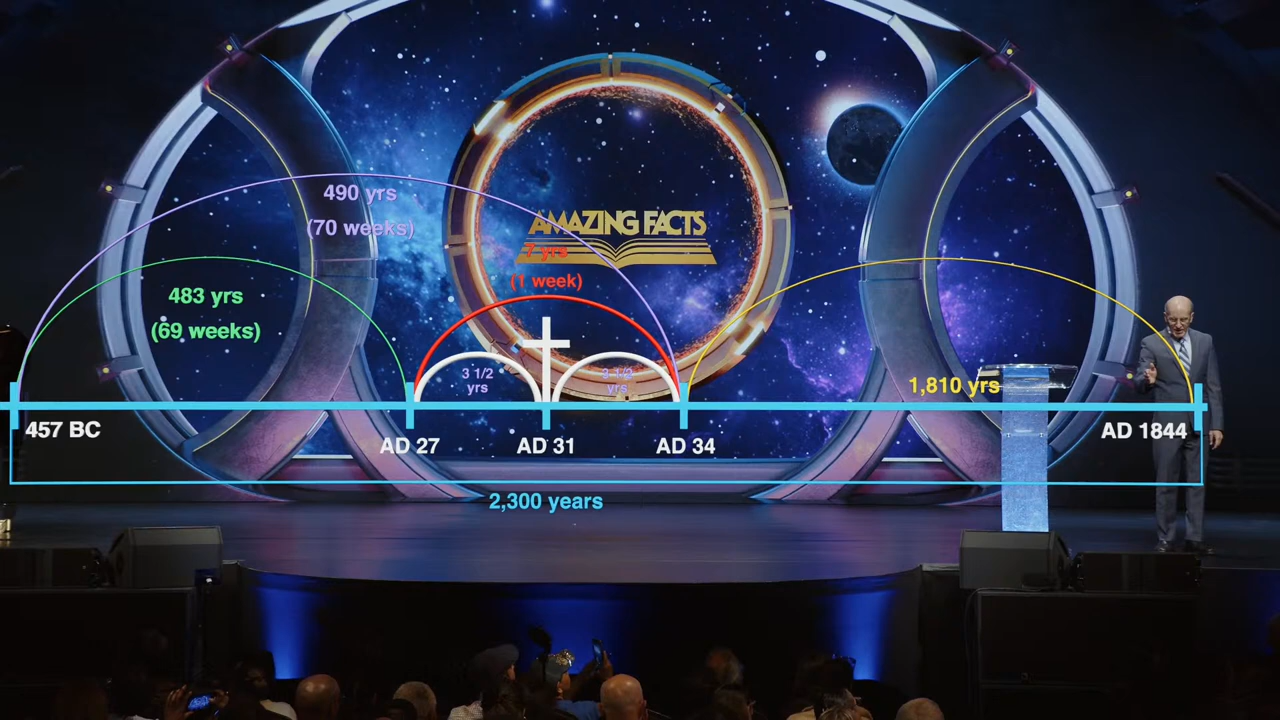 490 yrs
(70 weeks)
AMAZING FACTS
7 yrs
(1 week)
483 yrs
(69 weeks)
3 1/2
yrs
3 1/2
yrs
1,810 yrs
457 BC
AD 27
AD 31
AD 34
AD 1844
2,300 years